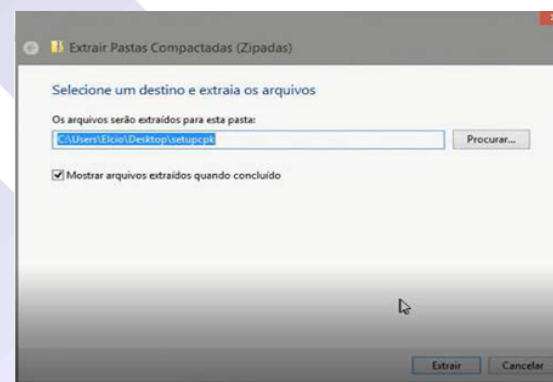 Extrair Pastas Compactadas (Zipadas)
Selecione um destino e extraia os arquivos
Os arquivos serão extraídos para esta pasta:
C:\Users\Elcio\Desktop\setupcpk
Procurar...
Mostrar arquivos extraídos quando concluído
Extrair
Cancelar